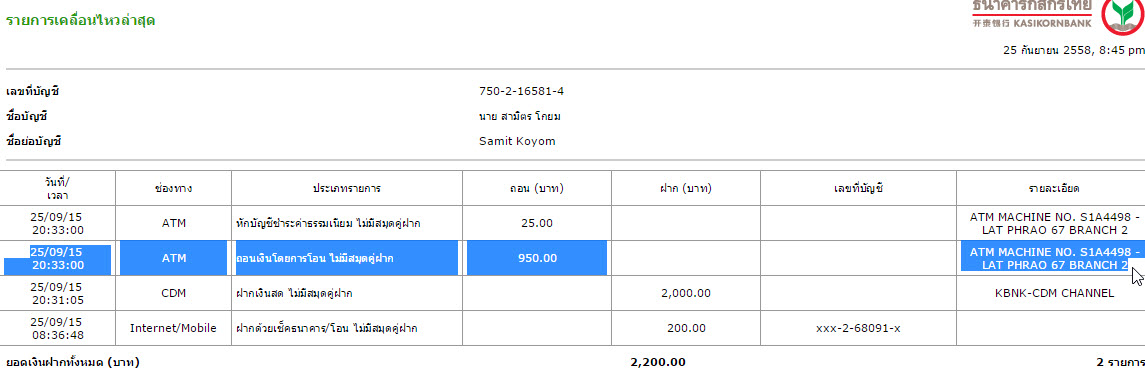 รายการเคลื่อนไหวล่าสุด
ธนาคารกสิกรไทย
开泰银行 KASIKORNBANK
25 กันยายน 2558, 8:45 pm
เลขที่บัญชี 750-2-16581-4
ชื่อบัญชี นาย สามิตร โกยม
ชื่อย่อบัญชี Samit Koyom
วันที่/
เวลา ช่องทาง ประเภทรายการ ถอน (บาท) ฝาก (บาท) เลขที่บัญชี รายละเอียด
25/09/15 ATM MACHINE NO. S1A4498 -
20:33:00 ATM หักบัญชีชำระค่าธรรมเนียม ไม่มีสมุดคู่ฝาก 25.00 LAT PHRAO 67 BRANCH 2
25/09/15 ATM MACHINE NO. S1A4498 -
20:33:00 ATM ถอนเงินโดยการโอน ไม่มีสมุดคู่ฝาก 950.00 LAT PHRAO 67 BRANCH 2
25/09/15
20:31:05 CDM ฝากเงินสด ไม่มีสมุดคู่ฝาก 2,000.00 KBNK-CDM CHANNEL
25/09/15
08:36:48 Internet/Mobile ฝากด้วยเช็คธนาคาร/โอน ไม่มีสมุดคู่ฝาก 200.00 xxx-2-68091-x
ยอดเงินฝากทั้งหมด (บาท) 2,200.00 2 รายการ